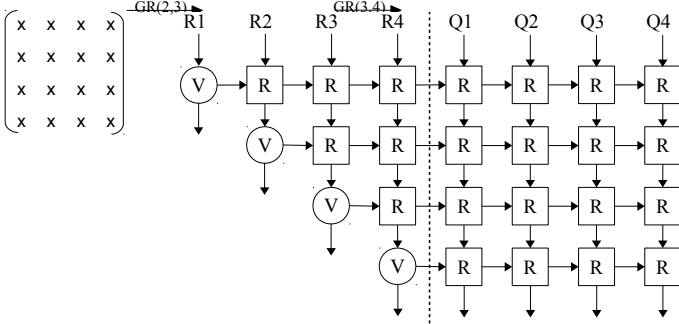 GR(2,3) GR(3,4)
x x x x R1 R2 R3 R4 Q1 Q2 Q3 Q4
x x x x
V R R R R R R R
x x x x
x x x x
V R R R R R R
V R R R R R
V R R R R